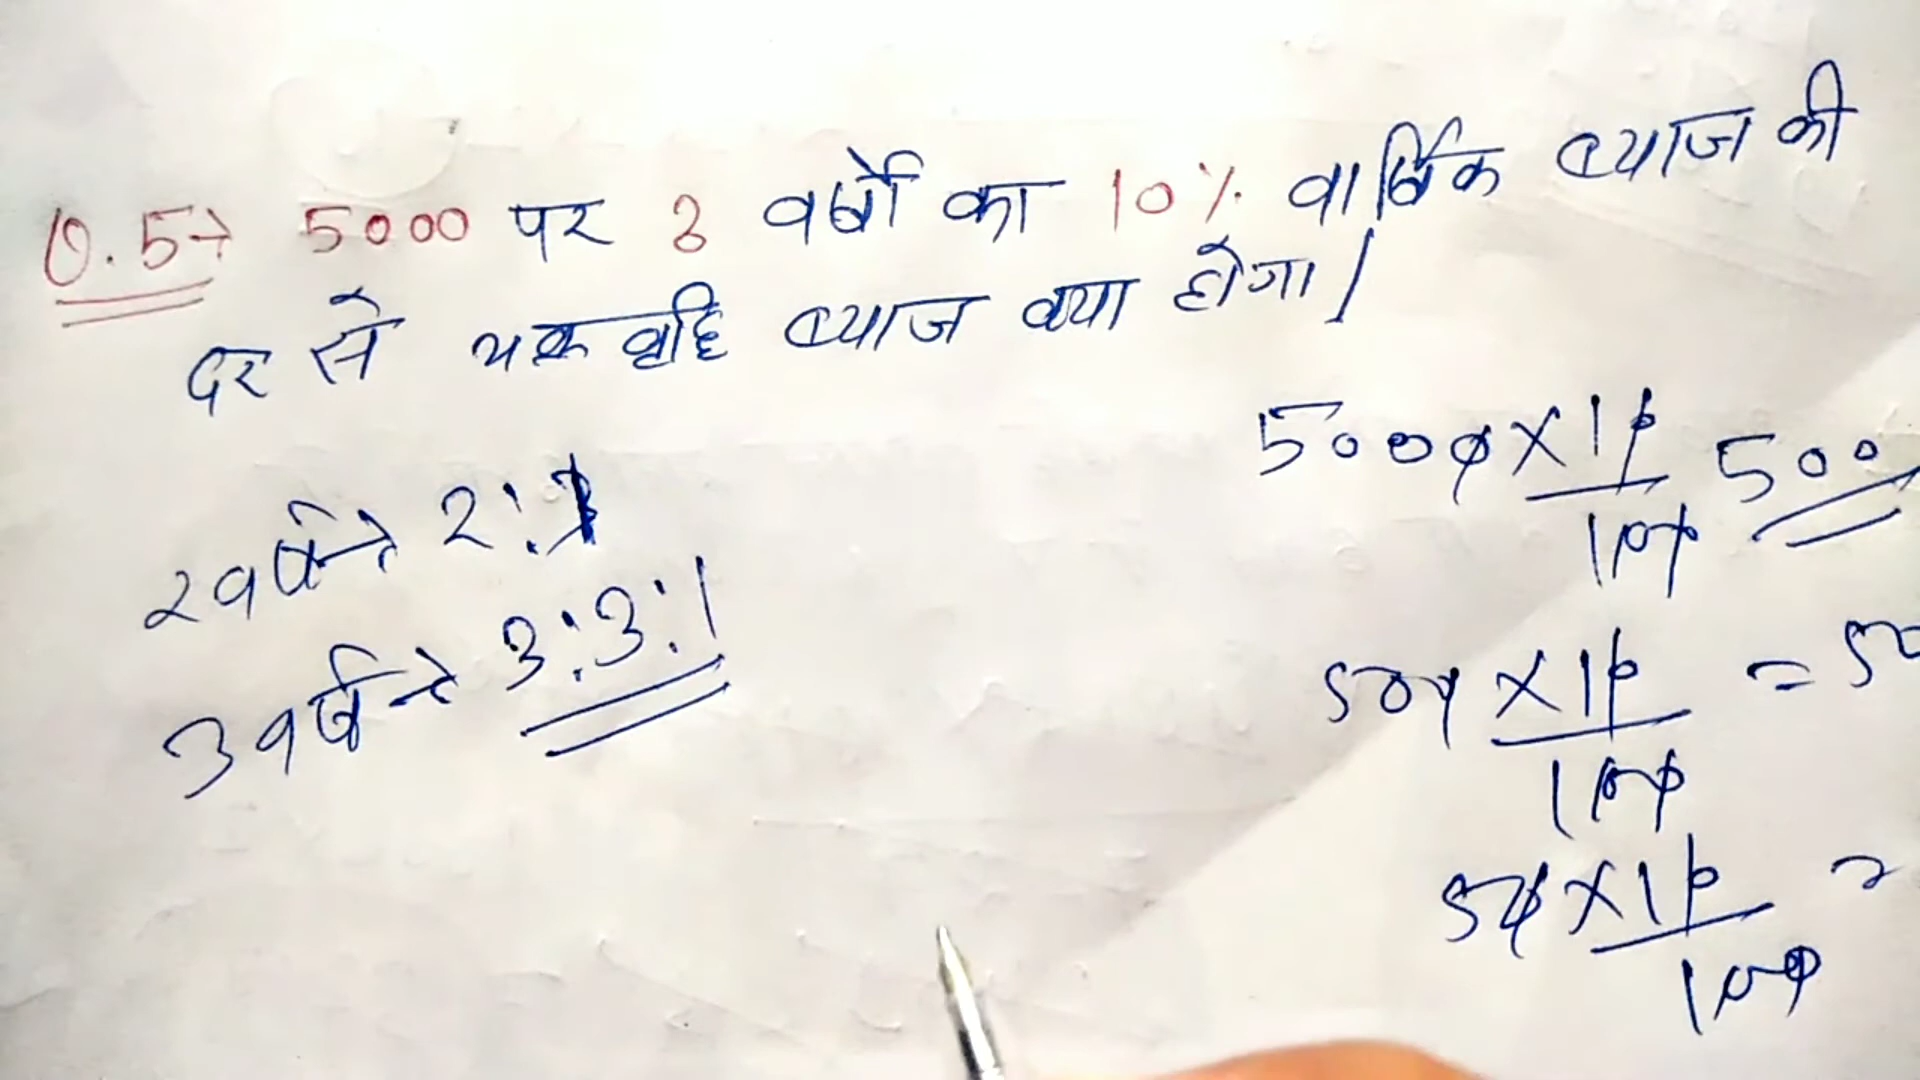 Q.5→ 5000 पर 3 वर्षो का 10% वार्षिक ब्याज की
दर से चक्रवृद्धि ब्याज क्या होगा।
2 वर्ष → 2:1
3 वर्ष → 3:3:1
5000 × 10 / 100 500
500 × 10 / 100 = 50
50 × 10 / 100 =